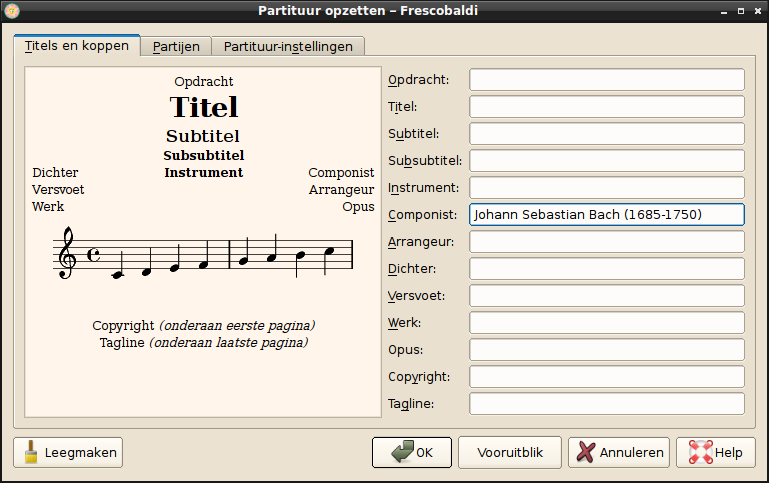 Partituur opzetten – Frescobaldi
Titels en koppen
Partijen
Partituur-instellingen
Opdracht
Titel
Subtitel
Subsubtitel
Dichter Instrument Componist
Versvoet Arrangeur
Werk Opus
Copyright (onderaan eerste pagina)
Tagline (onderaan laatste pagina)
Opdracht:
Titel:
Subtitel:
Subsubtitel:
Instrument:
Componist: Johann Sebastian Bach (1685-1750)
Arrangeur:
Dichter:
Versvoet:
Werk:
Opus:
Copyright:
Tagline:
Leegmaken
OK
Vooruitblik
Annuleren
Help